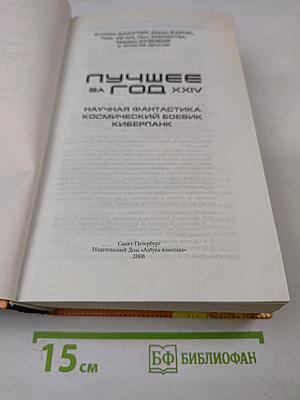 ЛУЧШЕЕ
ЗА ГОД XXIV
НАУЧНАЯ ФАНТАСТИКА
КОСМИЧЕСКИЙ БОЕВИК
КИБЕРПАНК
Санкт-Петербург
Издательский Дом «Азбука-классика»
2008
15 см
БФ БИБЛИОФАН